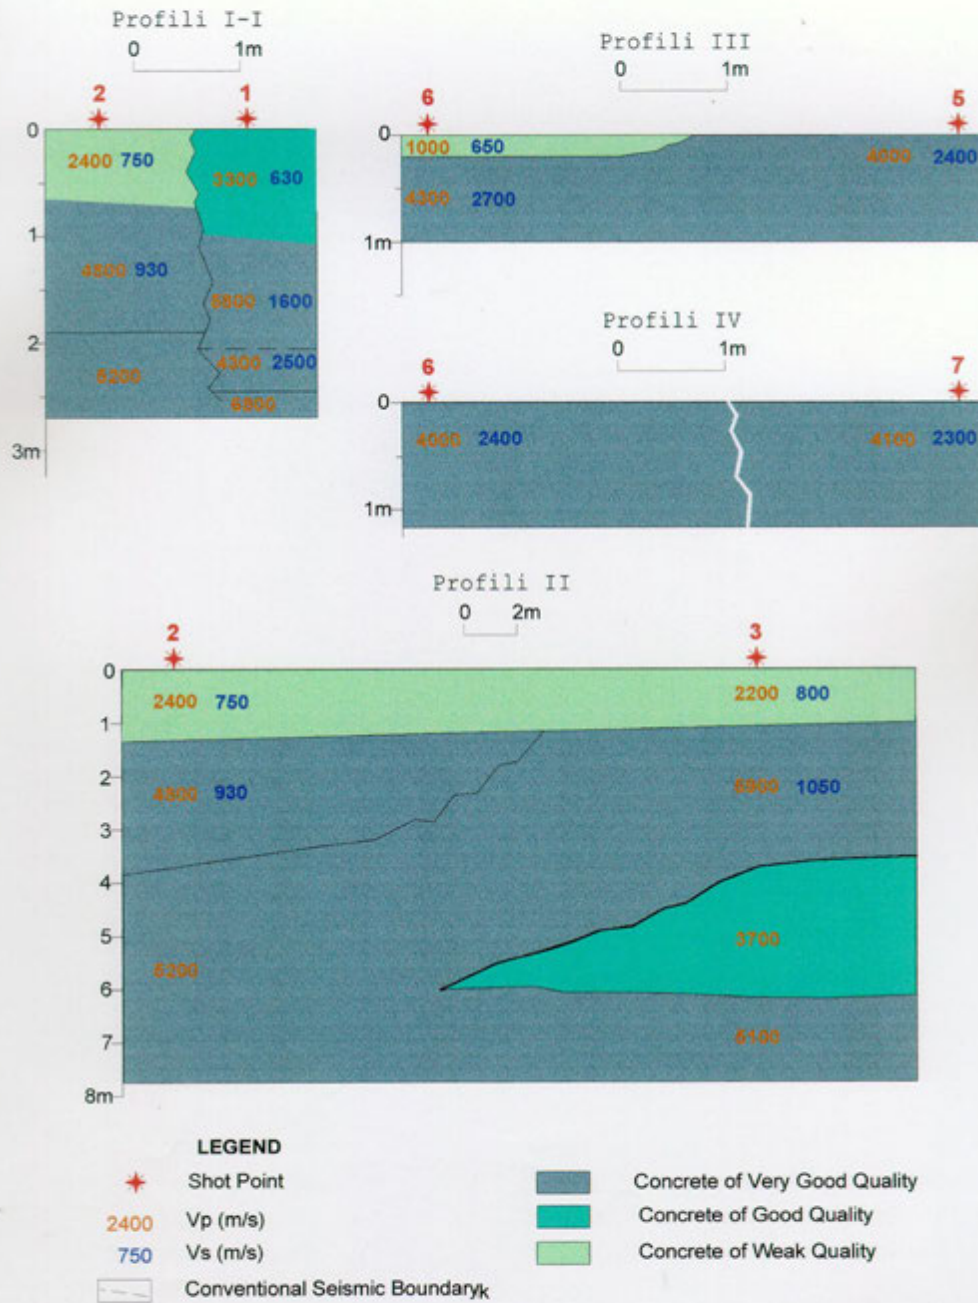 Profili I-I
0 1m
2 1
0
2400 750
3300 630
1
4800 930
6800 1600
2
4300 2500
5200
6800
3m
Profili III
0 1m
6 5
0
1000 650
4000 2400
4300 2700
1m
Profili IV
0 1m
6 7
0
4000 2400
4100 2300
1m
Profili II
0 2m
2 3
0
2400 750
2200 800
1
2
4800 930
1050
3
4
5
3700
5200
6
7
5100
8m
LEGEND
Shot Point
2400 Vp (m/s)
750 Vs (m/s)
Conventional Seismic Boundary
Concrete of Very Good Quality
Concrete of Good Quality
Concrete of Weak Quality